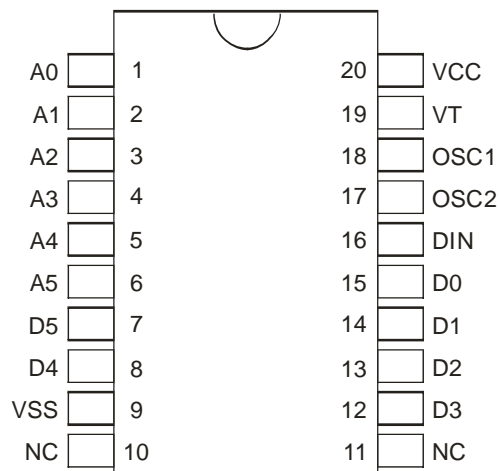 A0 1 20 VCC
A1 2 19 VT
A2 3 18 OSC1
A3 4 17 OSC2
A4 5 16 DIN
A5 6 15 D0
D5 7 14 D1
D4 8 13 D2
VSS 9 12 D3
NC 10 11 NC